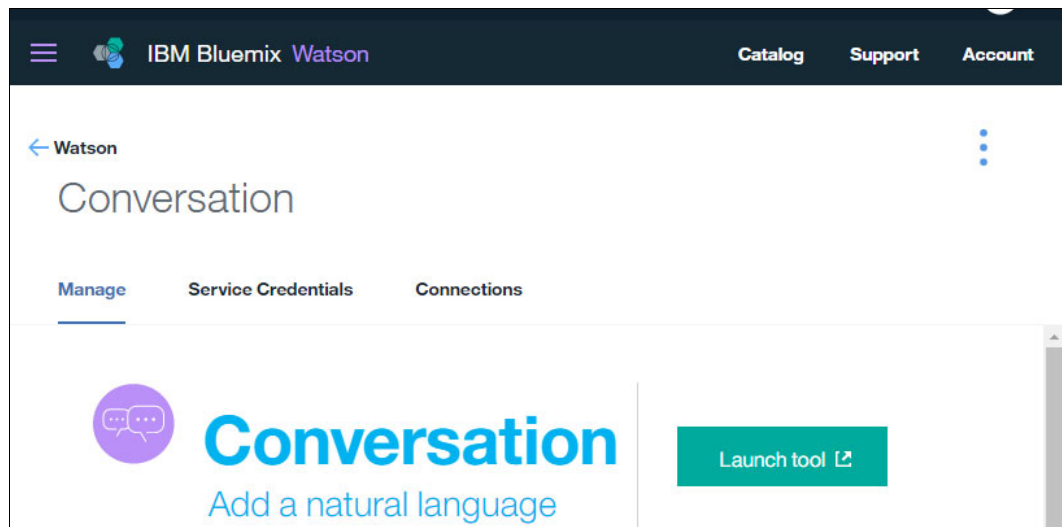 IBM Bluemix Watson Catalog Support Account
Watson
Conversation
Manage Service Credentials Connections
Conversation
Launch tool
Add a natural language